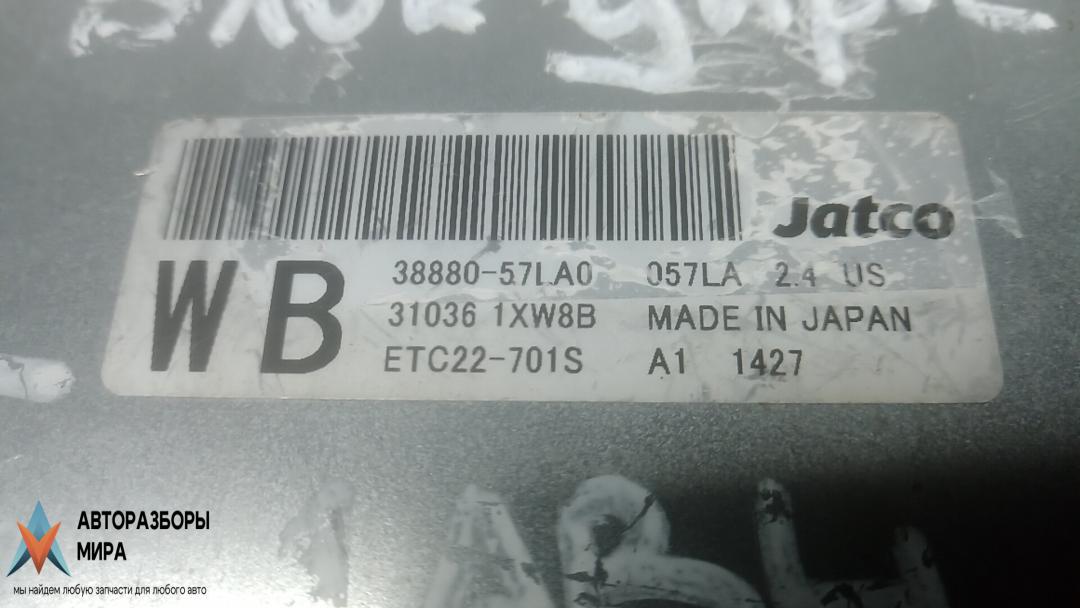 Jatco
WB
38880-57LA0 057LA 2.4 US
31036 1XW8B MADE IN JAPAN
ETC22-701S A1 1427
АВТОРАЗБОРЫ
МИРА
мы найдем любую запчасти для любого авто